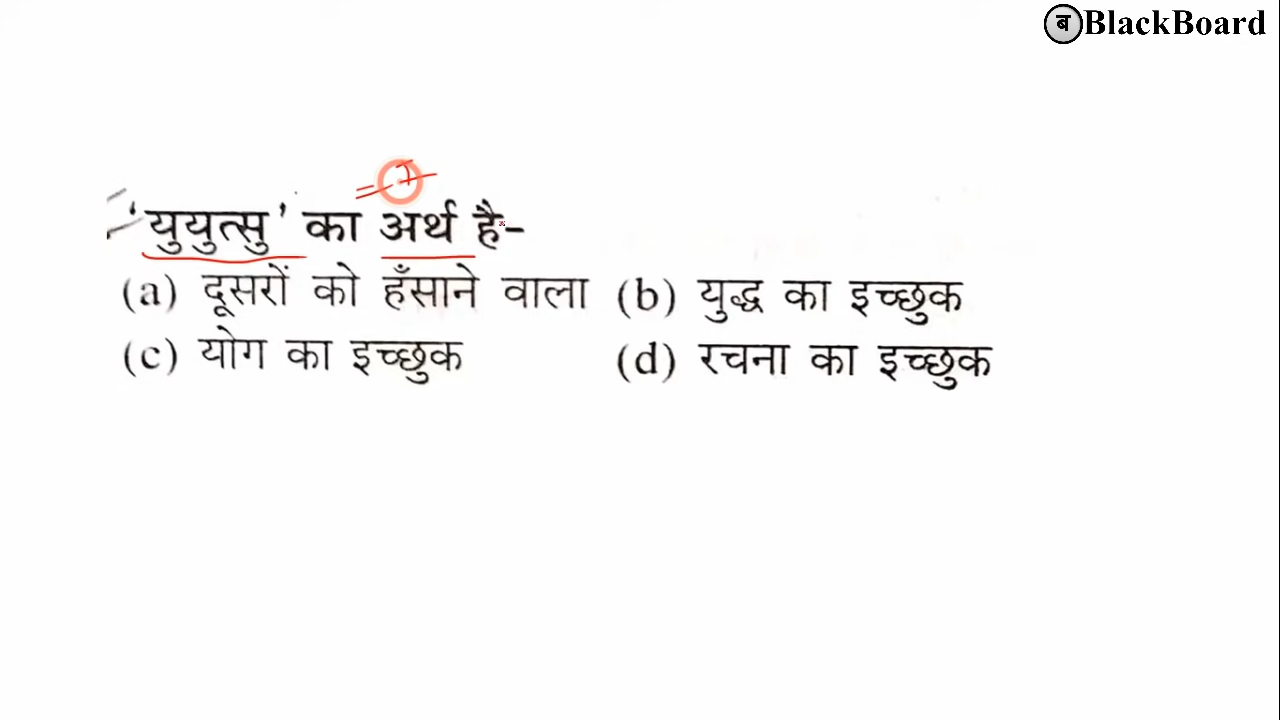 ब BlackBoard
'युयुत्सु' का अर्थ है-
(a) दूसरों को हँसाने वाला (b) युद्ध का इच्छुक
(c) योग का इच्छुक (d) रचना का इच्छुक